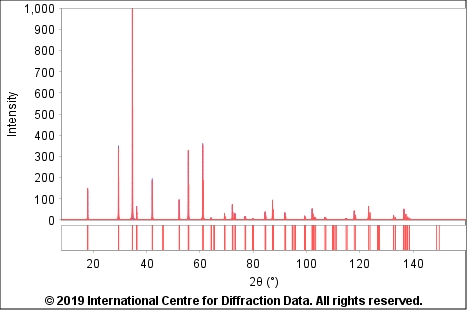 1,000
900
800
700
600
500
400
300
200
100
0
Intensity
20 40 60 80 100 120 140
2θ (°)
© 2019 International Centre for Diffraction Data. All rights reserved.